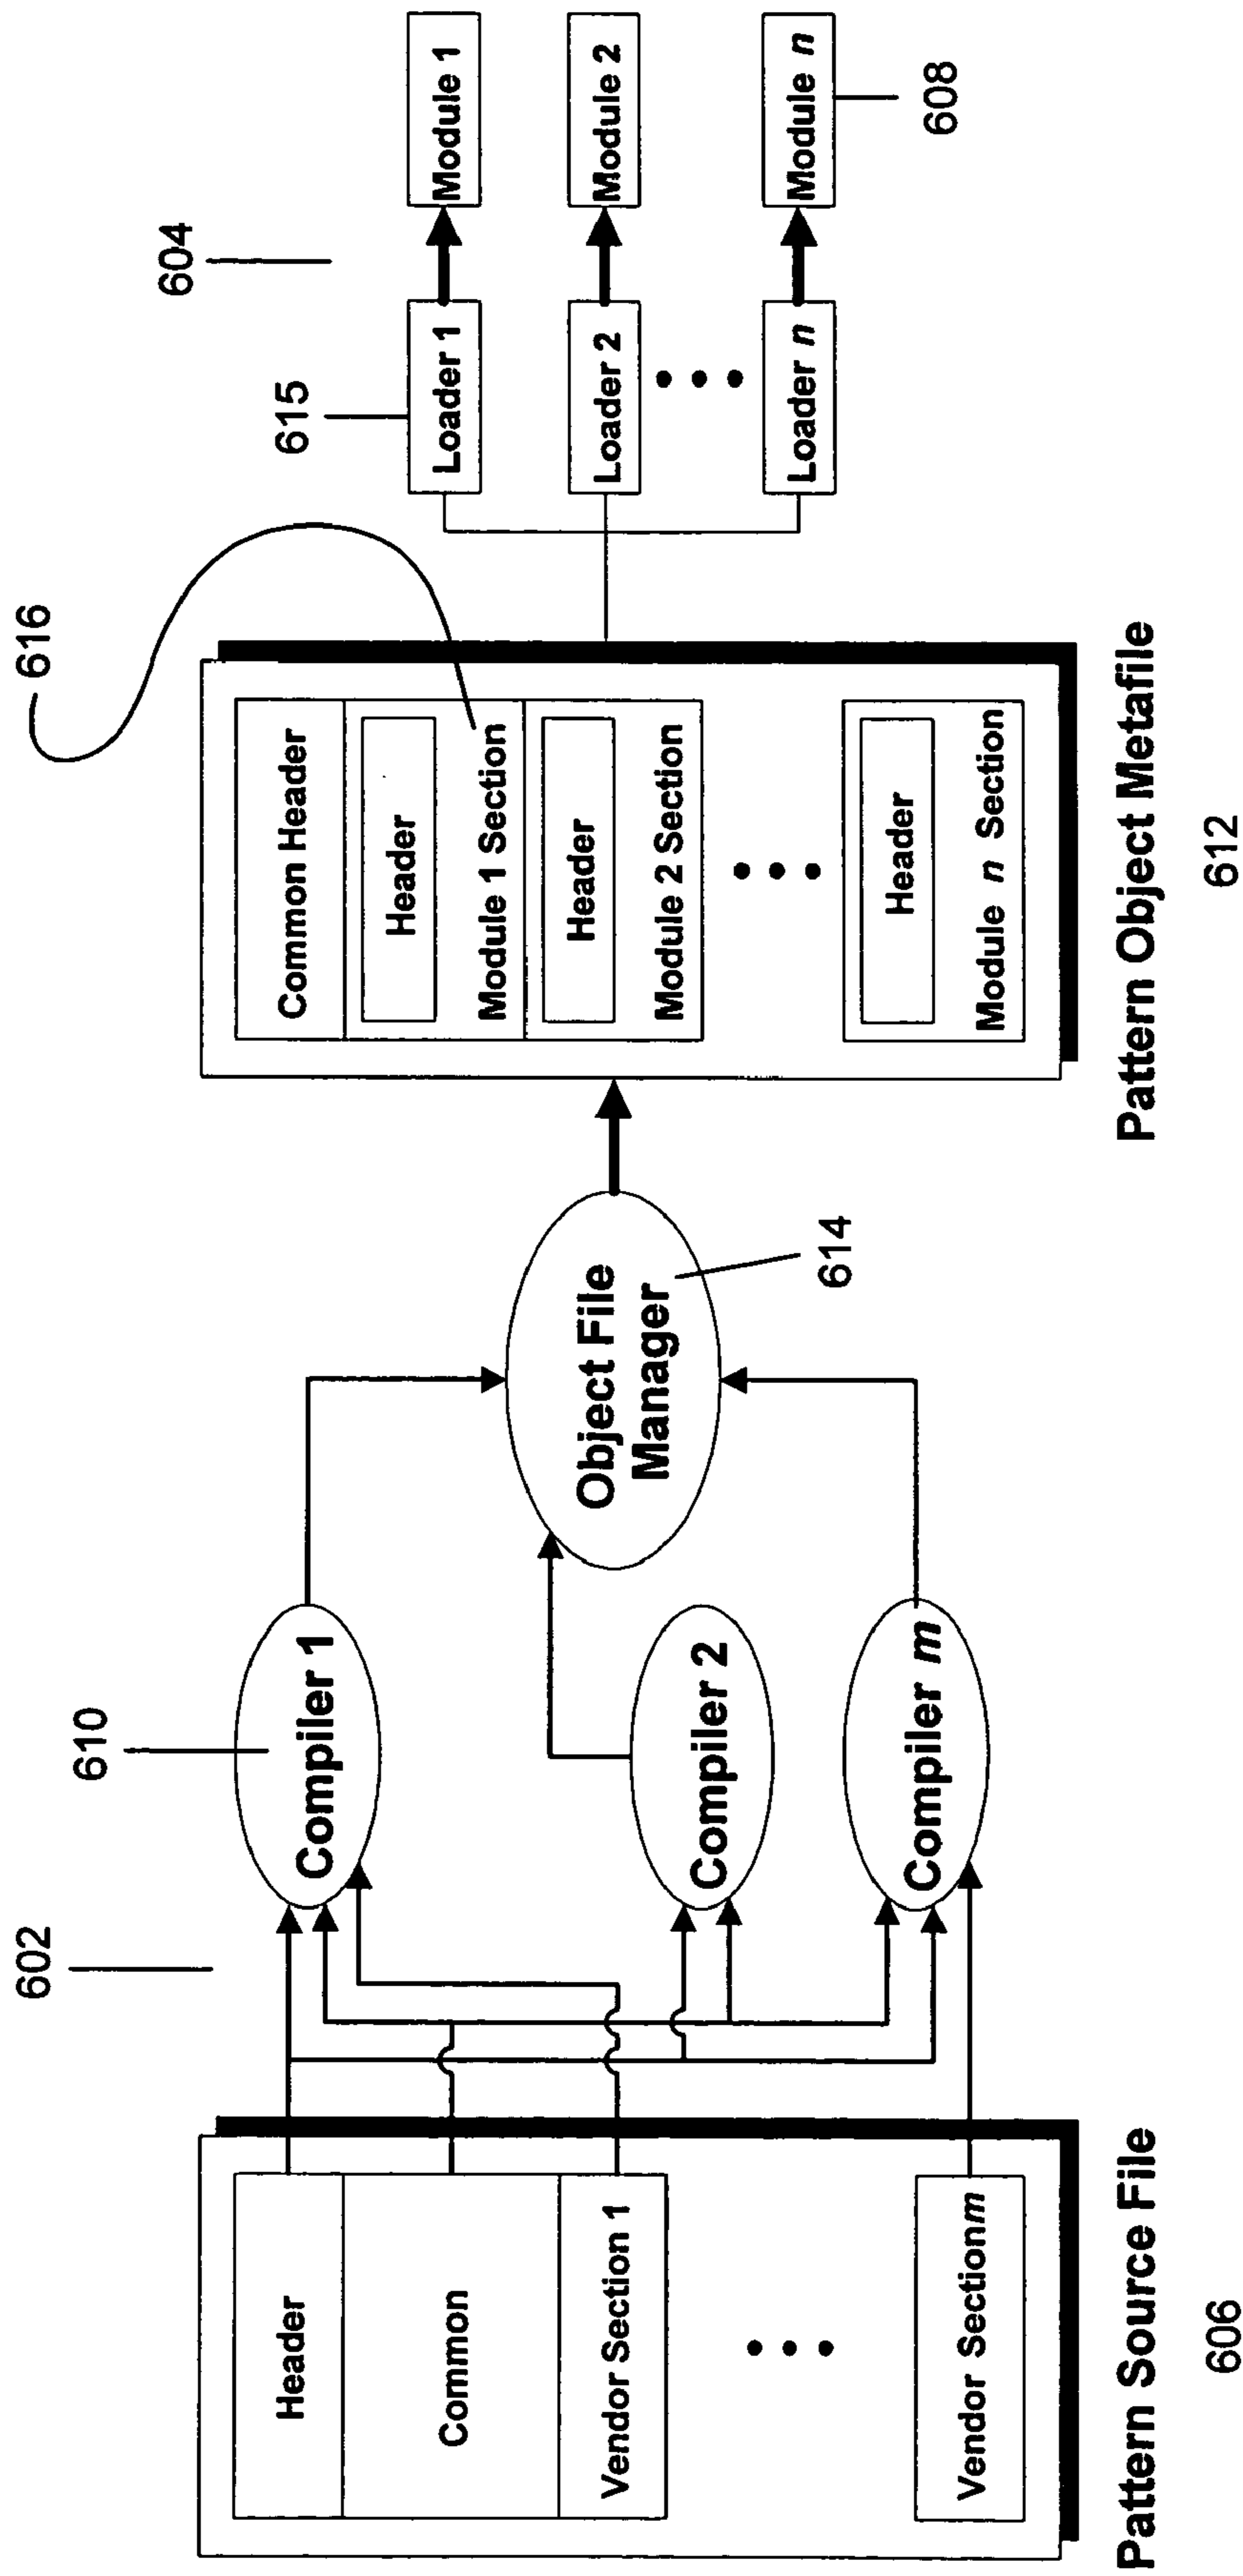 602
610
Header
Common
Vendor Section 1
Vendor Section m
Pattern Source File
606
Compiler 1
Compiler 2
Compiler m
Object File
Manager
614
616
Common Header
Header
Module 1 Section
Header
Module 2 Section
Header
Module n Section
Pattern Object Metafile
612
604
615
Loader 1
Module 1
Loader 2
Module 2
Loader n
Module n
608